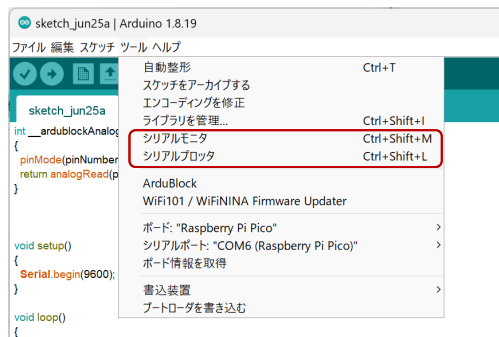 sketch_jun25a | Arduino 1.8.19
ファイル 編集 スケッチ ツール ヘルプ
自動整形 Ctrl+T
スケッチをアーカイブする
エンコーディングを修正
ライブラリを管理... Ctrl+Shift+I
シリアルモニタ Ctrl+Shift+M
シリアルプロッタ Ctrl+Shift+L
ArduBlock
WiFi101 / WiFiNINA Firmware Updater
ボード: "Raspberry Pi Pico"
シリアルポート: "COM6 (Raspberry Pi Pico)"
ボード情報を取得
書込装置
ブートローダを書き込む
sketch_jun25a
int __ardublockAnalog
{
pinMode(pinNumber
return analogRead(p
}
void setup()
{
Serial.begin(9600);
}
void loop()
{